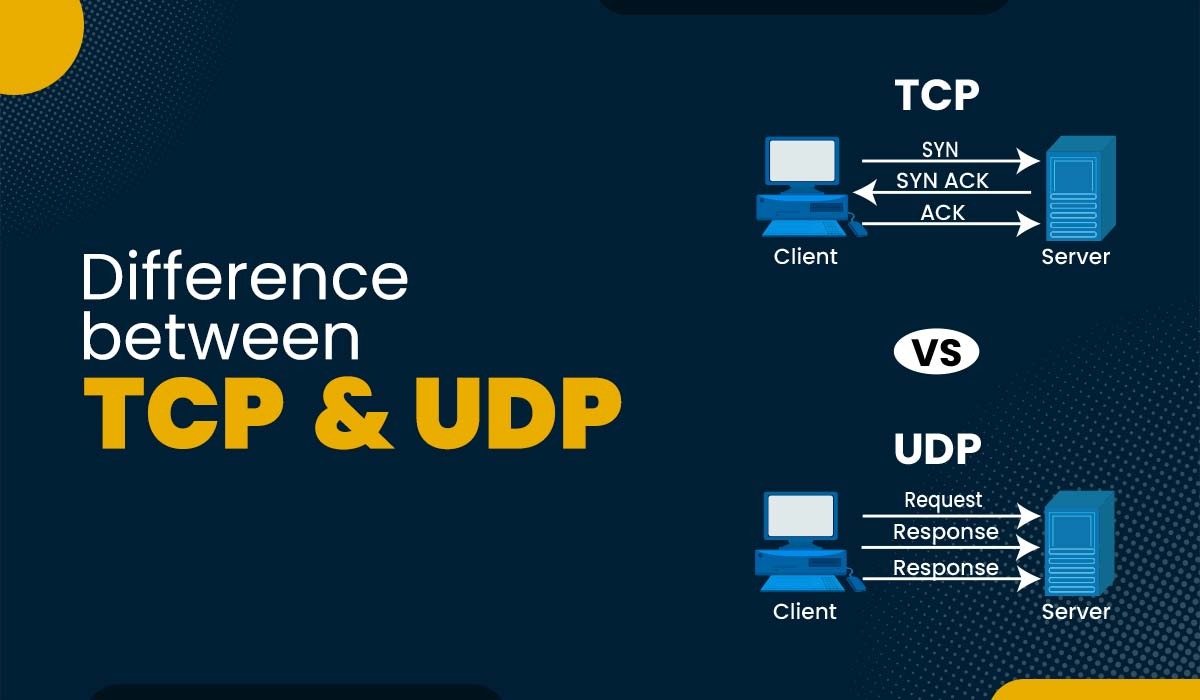 Difference
between
TCP & UDP
TCP
SYN
SYN ACK
ACK
Client
Server
VS
UDP
Request
Response
Response
Client
Server